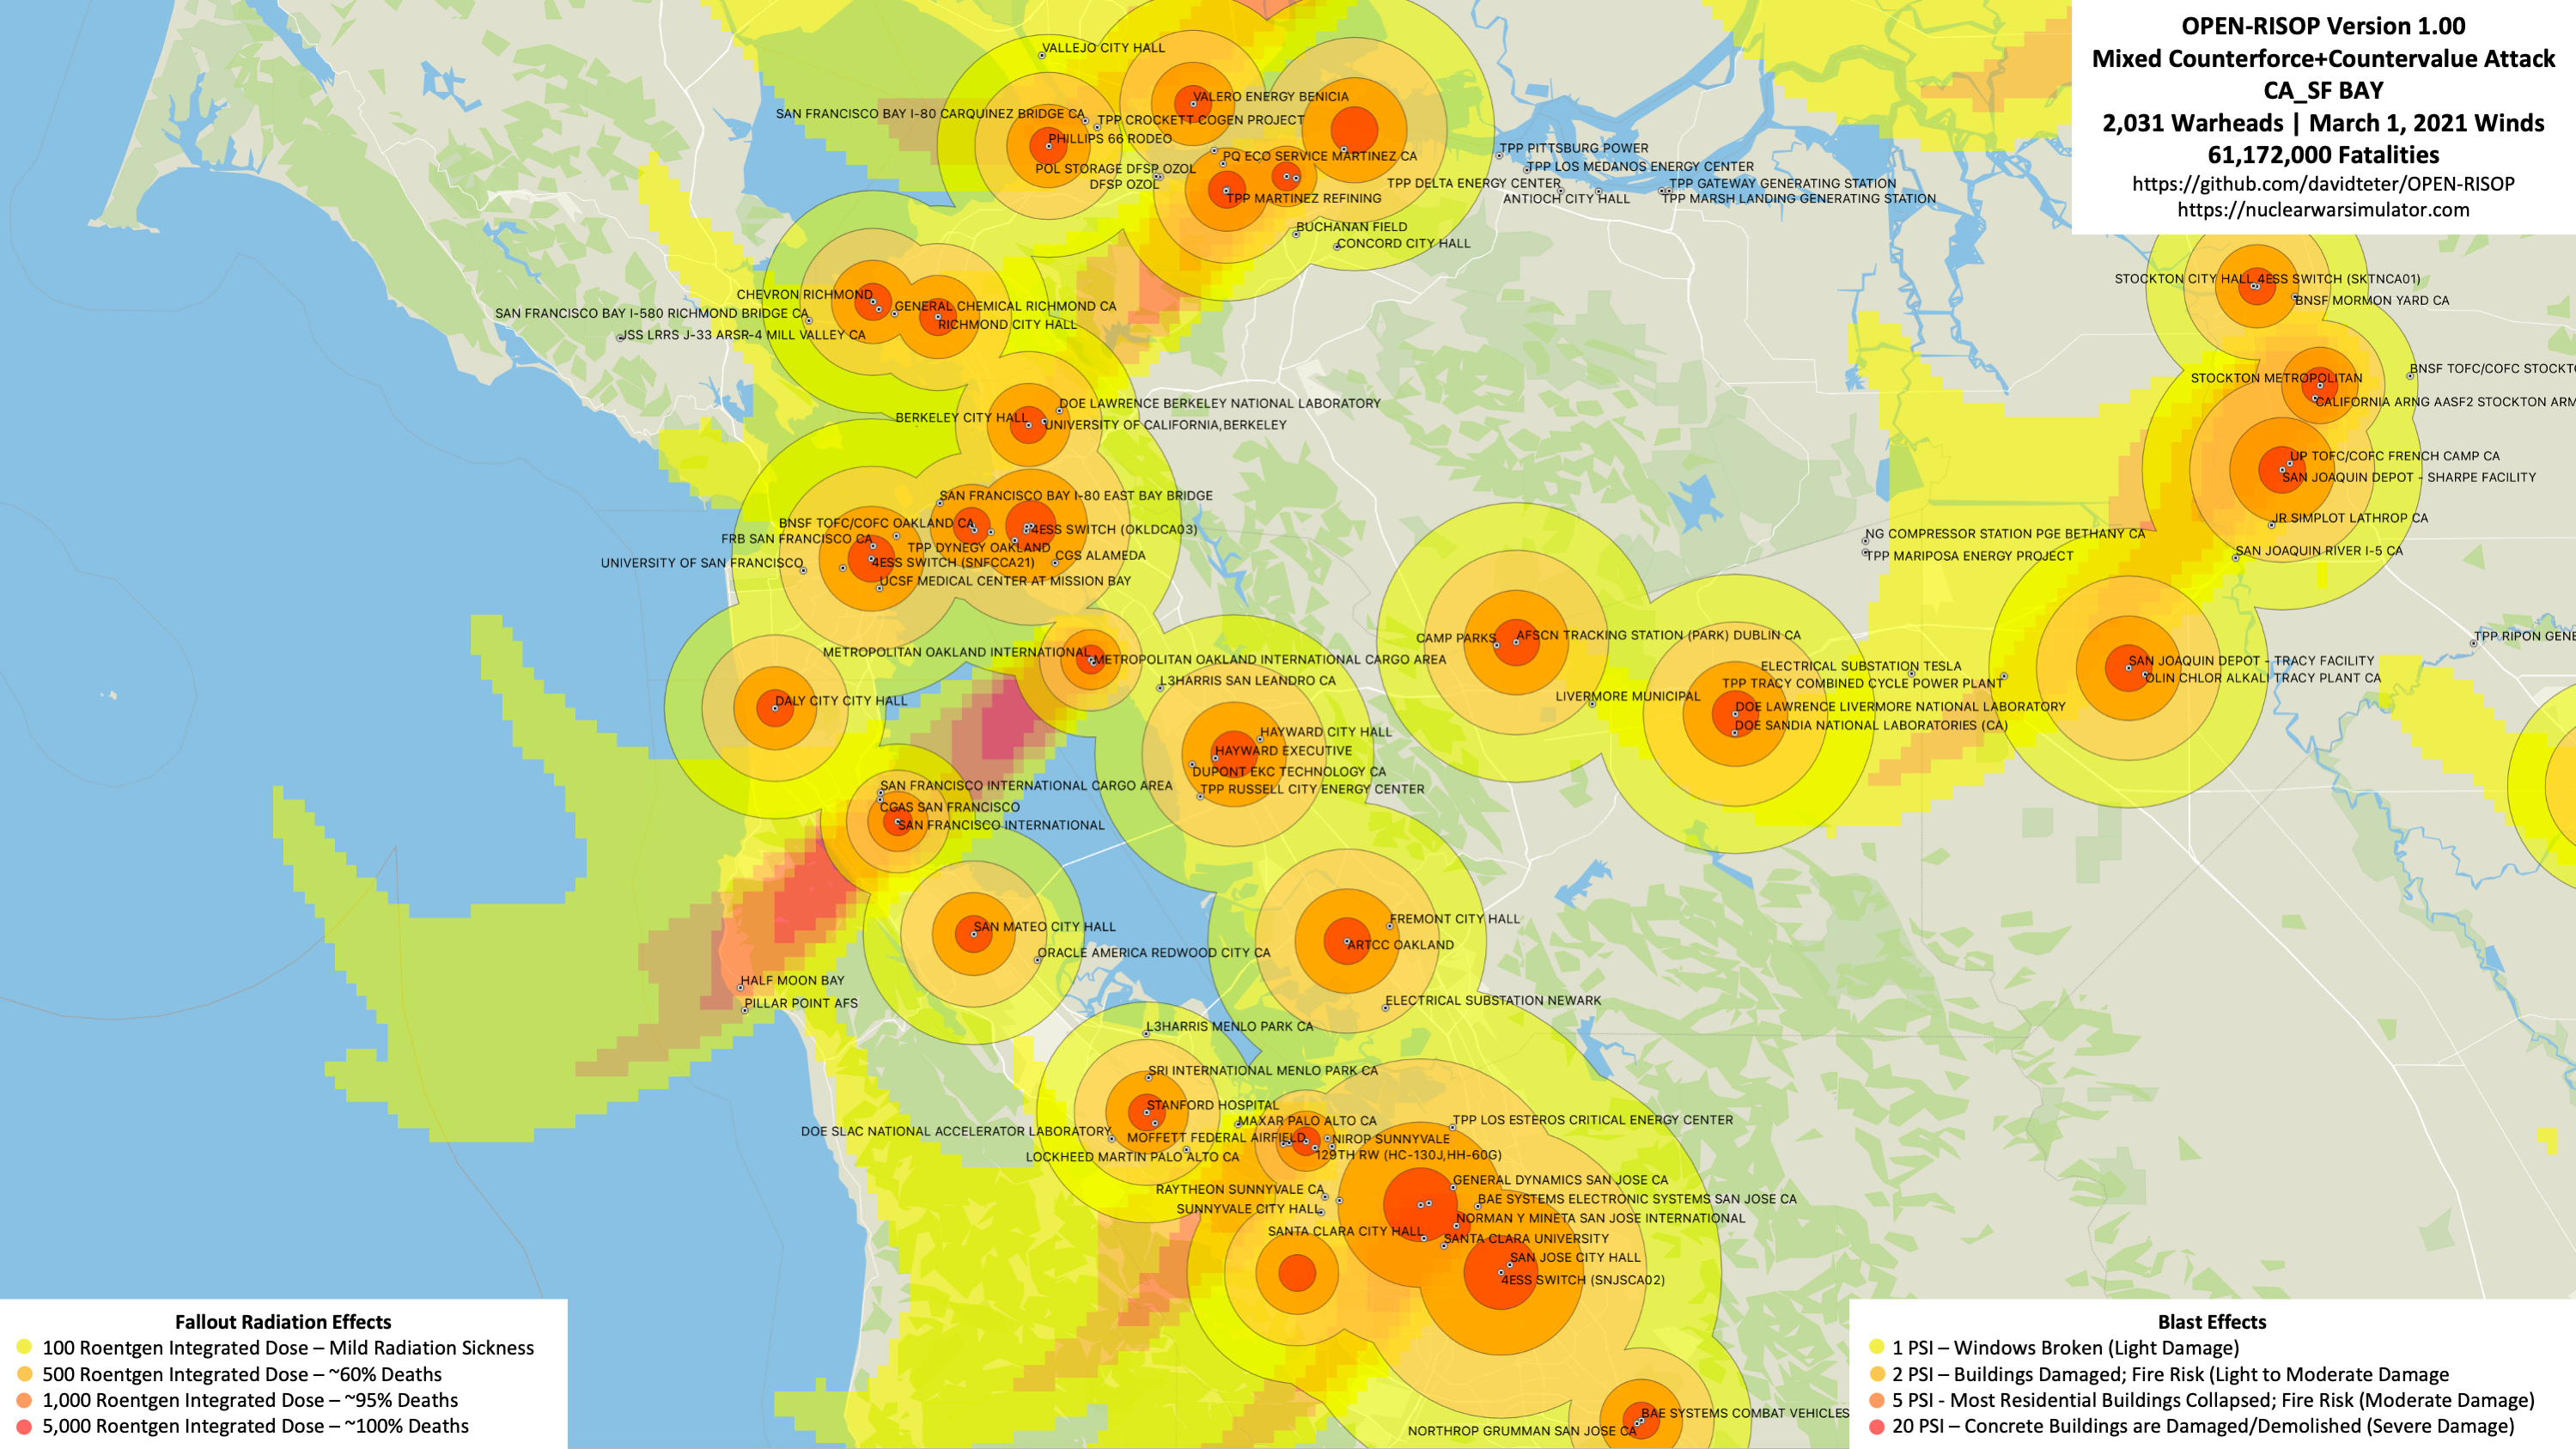 OPEN-RISOP Version 1.00
Mixed Counterforce+Countervalue Attack
CA_SF BAY
2,031 Warheads | March 1, 2021 Winds
61,172,000 Fatalities
https://github.com/davidteter/OPEN-RISOP
https://nuclearwarsimulator.com
VALLEJO CITY HALL
VALERO ENERGY BENICIA
SAN FRANCISCO BAY I-80 CARQUINEZ BRIDGE CA
TPP CROCKETT COGEN PROJECT
PHILLIPS 66 RODEO
PQ ECO SERVICE MARTINEZ CA
POL STORAGE DFSP OZOL
DFSP OZOL
TPP MARTINEZ REFINING
TPP PITTSBURG POWER
TPP LOS MEDANOS ENERGY CENTER
TPP DELTA ENERGY CENTER
TPP GATEWAY GENERATING STATION
ANTIOCH CITY HALL
TPP MARSH LANDING GENERATING STATION
BUCHANAN FIELD
CONCORD CITY HALL
STOCKTON CITY HALL
4ESS SWITCH (SKTNCA01)
BNSF MORMON YARD CA
CHEVRON RICHMOND
GENERAL CHEMICAL RICHMOND CA
SAN FRANCISCO BAY I-580 RICHMOND BRIDGE CA
RICHMOND CITY HALL
JSS LRRS J-33 ARSR-4 MILL VALLEY CA
BNSF TOFC/COFC STOCKT
STOCKTON METROPOLITAN
CALIFORNIA ARNG AASF2 STOCKTON ARM
DOE LAWRENCE BERKELEY NATIONAL LABORATORY
BERKELEY CITY HALL
UNIVERSITY OF CALIFORNIA,BERKELEY
UP TOFC/COFC FRENCH CAMP CA
SAN JOAQUIN DEPOT - SHARPE FACILITY
SAN FRANCISCO BAY I-80 EAST BAY BRIDGE
BNSF TOFC/COFC OAKLAND CA
4ESS SWITCH (OKLDCA03)
FRB SAN FRANCISCO CA
TPP DYNEGY OAKLAND
CGS ALAMEDA
UNIVERSITY OF SAN FRANCISCO
4ESS SWITCH (SNFCCA21)
UCSF MEDICAL CENTER AT MISSION BAY
JR SIMPLOT LATHROP CA
NG COMPRESSOR STATION PGE BETHANY CA
TPP MARIPOSA ENERGY PROJECT
SAN JOAQUIN RIVER I-5 CA
CAMP PARKS
AFSCN TRACKING STATION (PARK) DUBLIN CA
TPP RIPON GENE
METROPOLITAN OAKLAND INTERNATIONAL
METROPOLITAN OAKLAND INTERNATIONAL CARGO AREA
L3HARRIS SAN LEANDRO CA
ELECTRICAL SUBSTATION TESLA
TPP TRACY COMBINED CYCLE POWER PLANT
SAN JOAQUIN DEPOT - TRACY FACILITY
OLIN CHLOR ALKALI TRACY PLANT CA
DALY CITY CITY HALL
LIVERMORE MUNICIPAL
DOE LAWRENCE LIVERMORE NATIONAL LABORATORY
DOE SANDIA NATIONAL LABORATORIES (CA)
HAYWARD CITY HALL
HAYWARD EXECUTIVE
DUPONT EKC TECHNOLOGY CA
TPP RUSSELL CITY ENERGY CENTER
SAN FRANCISCO INTERNATIONAL CARGO AREA
CGAS SAN FRANCISCO
SAN FRANCISCO INTERNATIONAL
SAN MATEO CITY HALL
ORACLE AMERICA REDWOOD CITY CA
FREMONT CITY HALL
ARTCC OAKLAND
HALF MOON BAY
PILLAR POINT AFS
ELECTRICAL SUBSTATION NEWARK
L3HARRIS MENLO PARK CA
SRI INTERNATIONAL MENLO PARK CA
STANFORD HOSPITAL
MAXAR PALO ALTO CA
TPP LOS ESTEROS CRITICAL ENERGY CENTER
DOE SLAC NATIONAL ACCELERATOR LABORATORY
MOFFETT FEDERAL AIRFIELD
NIROP SUNNYVALE
LOCKHEED MARTIN PALO ALTO CA
129TH RW (HC-130J,HH-60G)
GENERAL DYNAMICS SAN JOSE CA
RAYTHEON SUNNYVALE CA
BAE SYSTEMS ELECTRONIC SYSTEMS SAN JOSE CA
SUNNYVALE CITY HALL
NORMAN Y MINETA SAN JOSE INTERNATIONAL
SANTA CLARA CITY HALL
SANTA CLARA UNIVERSITY
SAN JOSE CITY HALL
4ESS SWITCH (SNJSCA02)
BAE SYSTEMS COMBAT VEHICLES
NORTHROP GRUMMAN SAN JOSE CA
Fallout Radiation Effects
100 Roentgen Integrated Dose – Mild Radiation Sickness
500 Roentgen Integrated Dose – ~60% Deaths
1,000 Roentgen Integrated Dose – ~95% Deaths
5,000 Roentgen Integrated Dose – ~100% Deaths
Blast Effects
1 PSI – Windows Broken (Light Damage)
2 PSI – Buildings Damaged; Fire Risk (Light to Moderate Damage
5 PSI - Most Residential Buildings Collapsed; Fire Risk (Moderate Damage)
20 PSI – Concrete Buildings are Damaged/Demolished (Severe Damage)